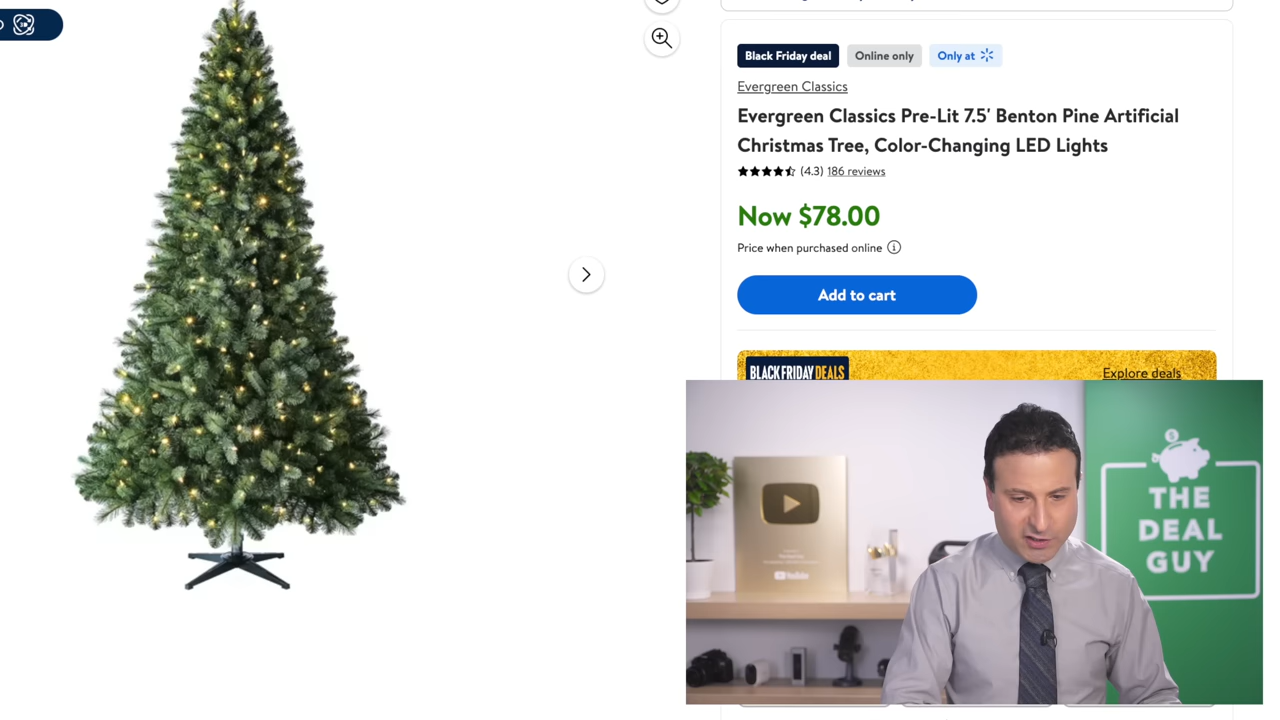 Black Friday deal
Online only
Only at
Evergreen Classics
Evergreen Classics Pre-Lit 7.5' Benton Pine Artificial
Christmas Tree, Color-Changing LED Lights
(4.3) 186 reviews
Now $78.00
Price when purchased online
Add to cart
BLACK FRIDAY DEALS
Explore deals
YouTube
THE
DEAL
GUY